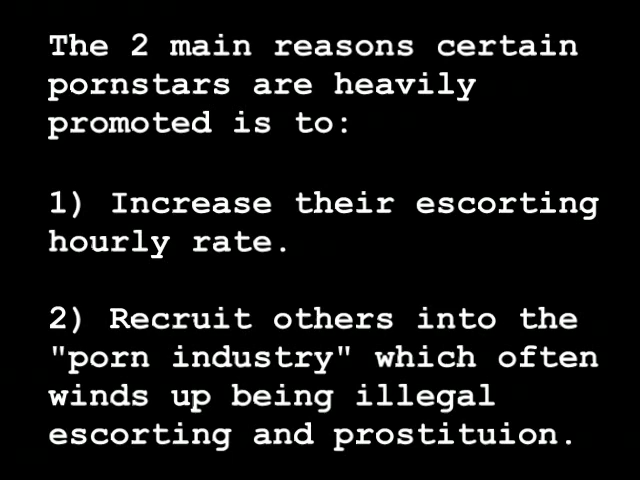 The 2 main reasons certain
pornstars are heavily
promoted is to:
1) Increase their escorting
hourly rate.
2) Recruit others into the
"porn industry" which often
winds up being illegal
escorting and prostituion.